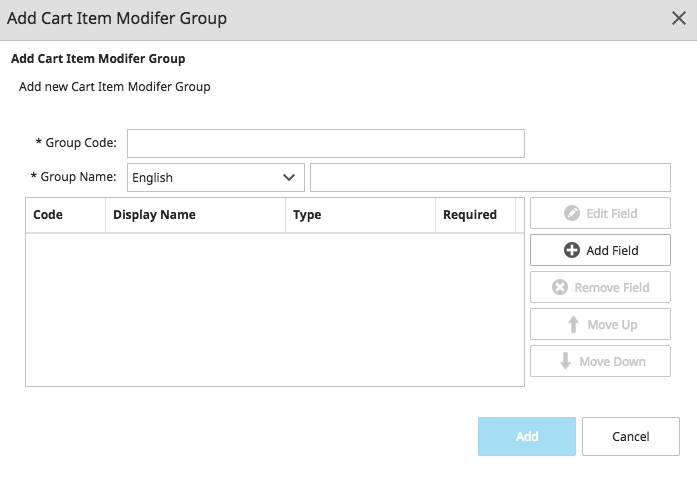 Add Cart Item Modifer Group
Add Cart Item Modifer Group
Add new Cart Item Modifer Group
* Group Code:
* Group Name: English
Code Display Name Type Required
Edit Field
Add Field
Remove Field
Move Up
Move Down
Add Cancel